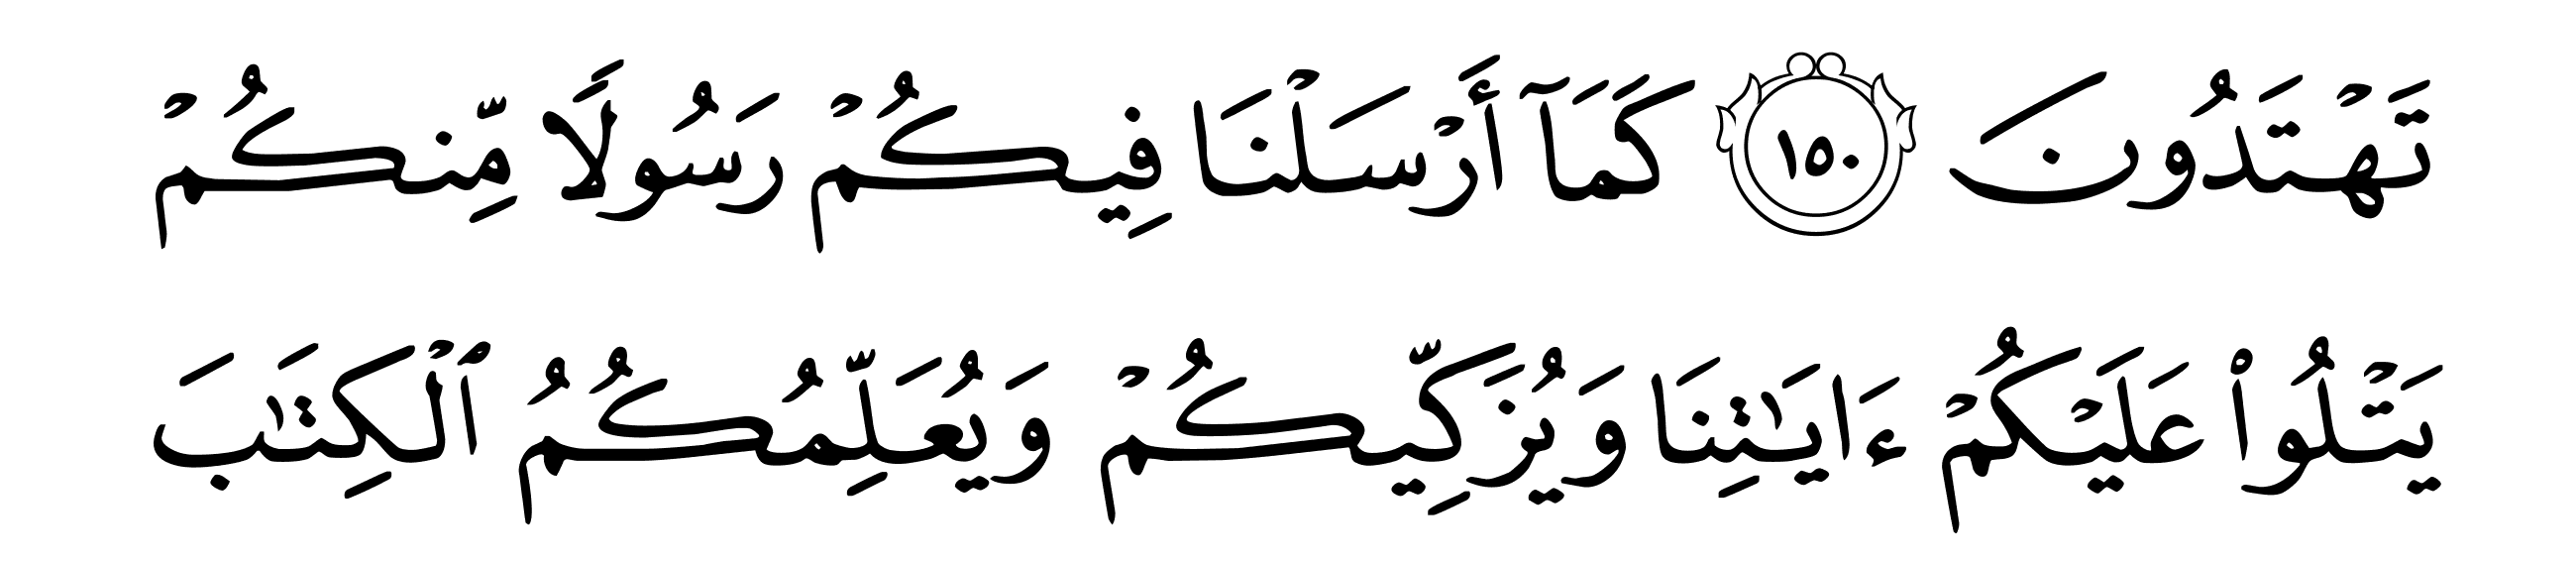 تَهْتَدُونَ ١٥٠ كَمَآ أَرْسَلْنَا فِيكُمْ رَسُولًا مِّنكُمْ
يَتْلُوا۟ عَلَيْكُمْ ءَايَـٰتِنَا وَيُزَكِّيكُمْ وَيُعَلِّمُكُمُ ٱلْكِتَـٰبَ